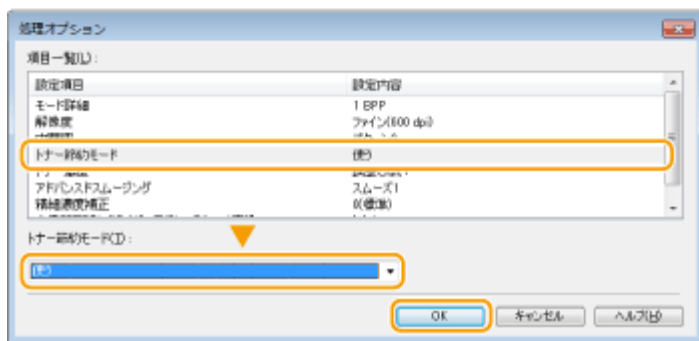 処理オプション
項目一覧(L):
設定項目 設定内容
モード詳細 1 BPP
解像度 ファイン(600 dpi)
トナー節約モード 使う
アドバンスドスムージング スムーズ1
精細濃度補正 0(標準)
トナー節約モード(T):
使う
OK キャンセル ヘルプ(H)